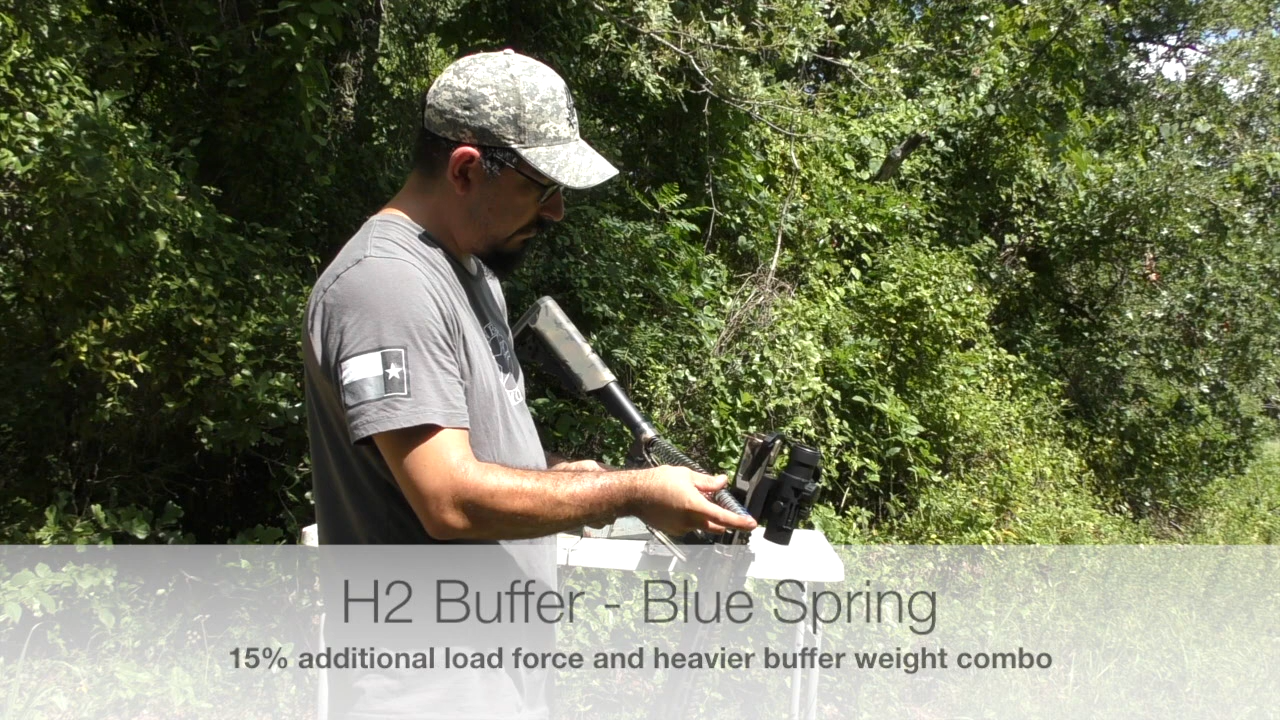 H2 Buffer - Blue Spring
15% additional load force and heavier buffer weight combo